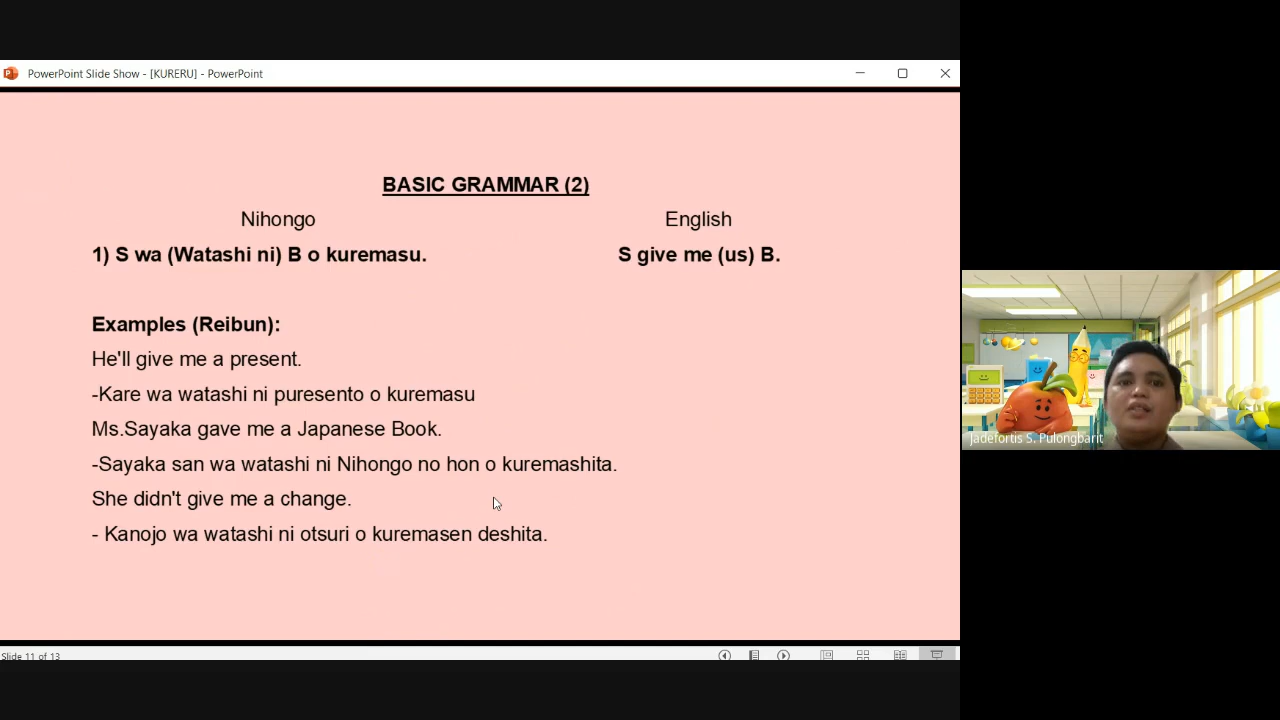 PowerPoint Slide Show - [KURERU] - PowerPoint
BASIC GRAMMAR (2)
Nihongo English
1) S wa (Watashi ni) B o kuremasu. S give me (us) B.
Examples (Reibun):
He'll give me a present.
-Kare wa watashi ni puresento o kuremasu
Ms.Sayaka gave me a Japanese Book.
-Sayaka san wa watashi ni Nihongo no hon o kuremashita.
She didn't give me a change.
- Kanojo wa watashi ni otsuri o kuremasen deshita.
Slide 11 of 13
Jadefortis S. Pulongbarit